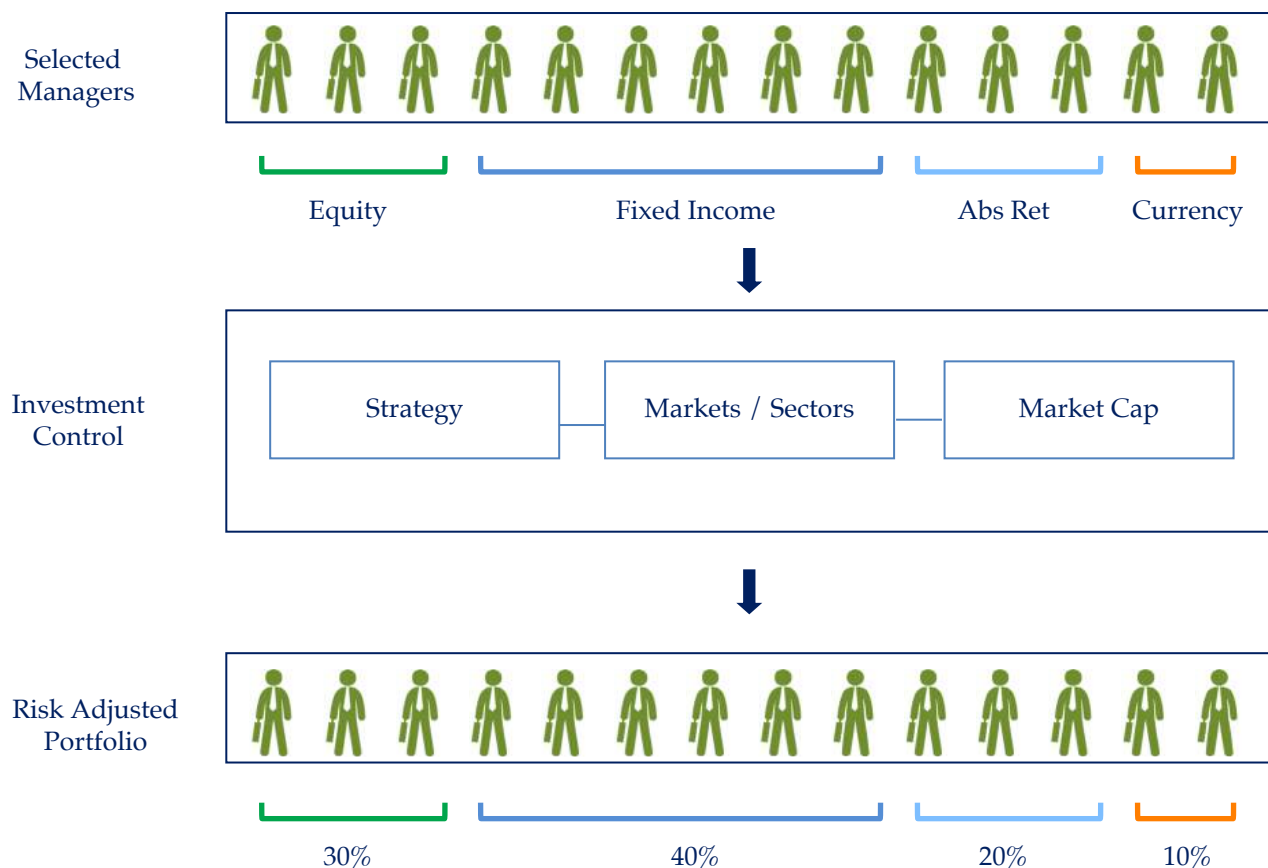 Selected
Managers
Equity
Fixed Income
Abs Ret
Currency
Investment
Control
Strategy
Markets / Sectors
Market Cap
Risk Adjusted
Portfolio
30%
40%
20%
10%